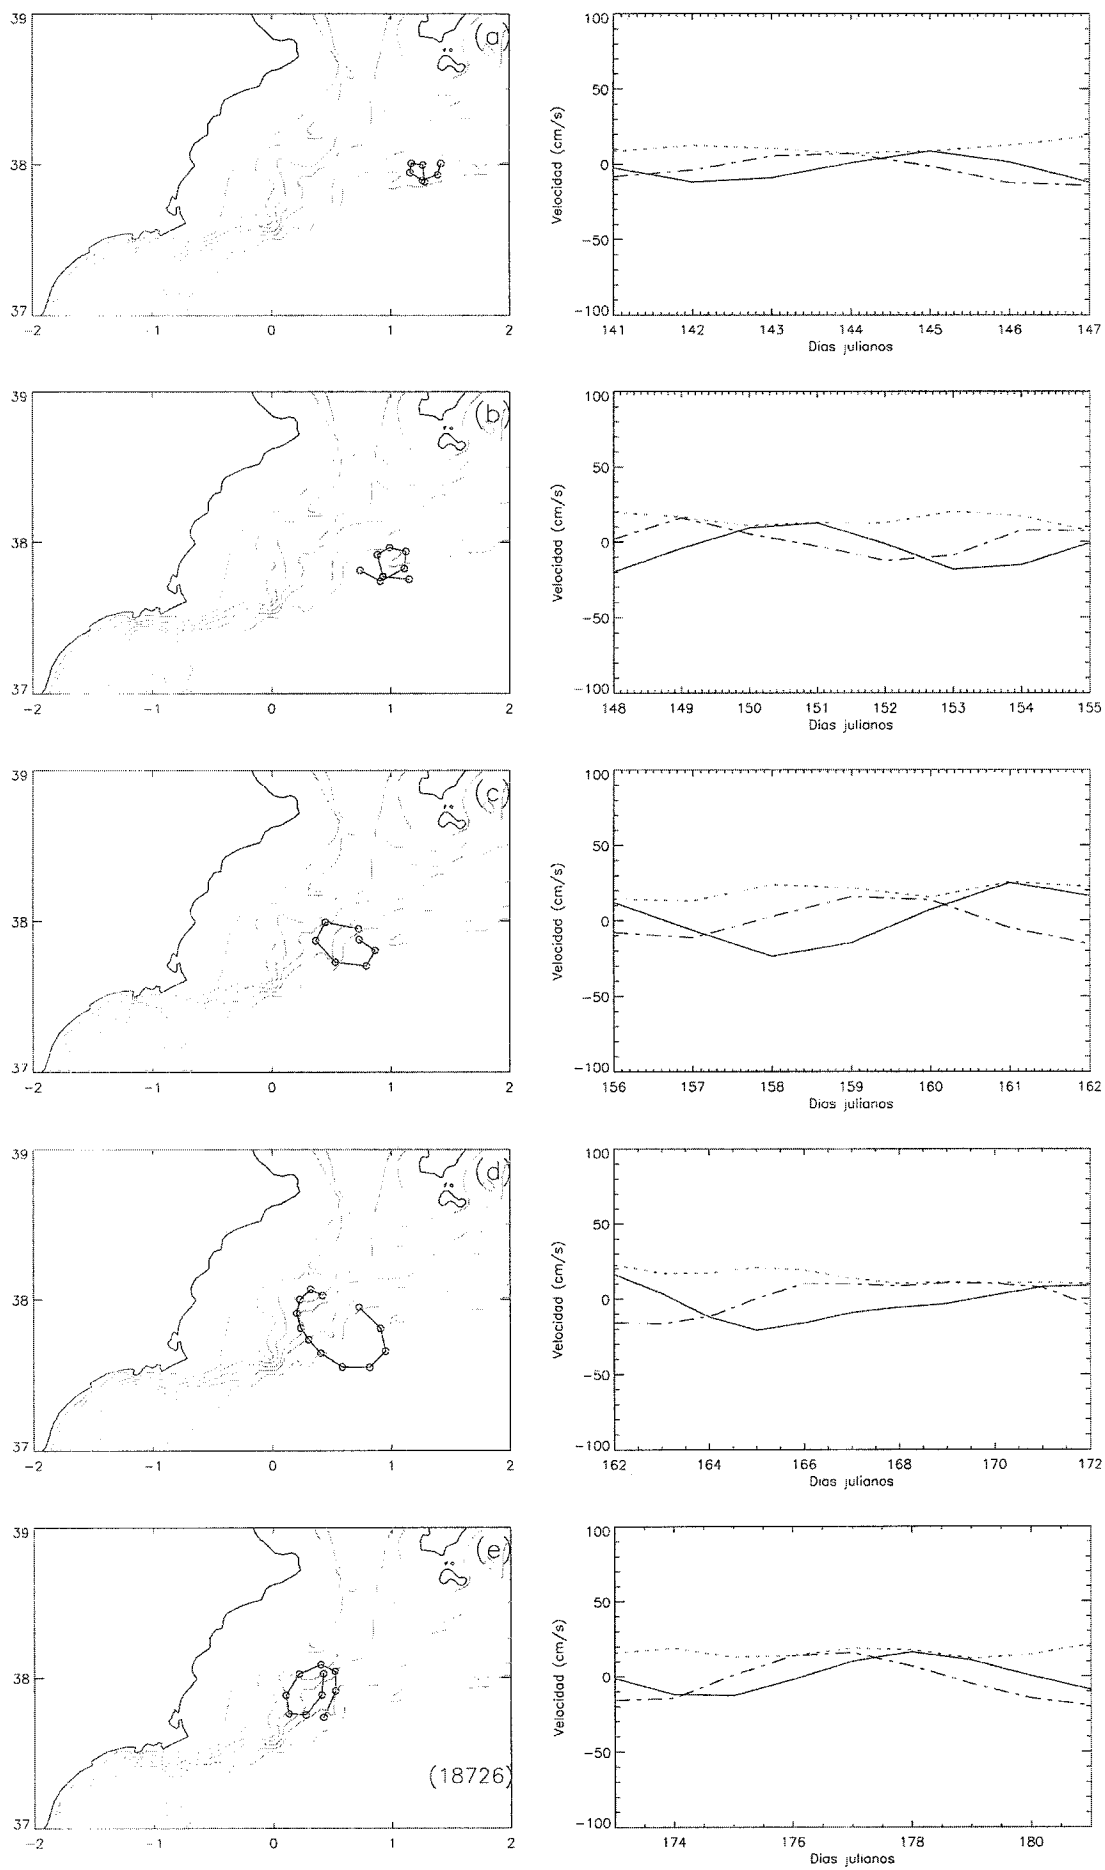 39
(a)
38
37
-2 -1 0 1 2
100
50
0
-50
-100
Velocidad (cm/s)
141 142 143 144 145 146 147
Dias julianos
39
(b)
38
37
-2 -1 0 1 2
100
50
0
-50
-100
Velocidad (cm/s)
148 149 150 151 152 153 154 155
Dias julianos
39
(c)
38
37
-2 -1 0 1 2
100
50
0
-50
-100
Velocidad (cm/s)
156 157 158 159 160 161 162
Dias julianos
39
(d)
38
37
-2 -1 0 1 2
100
50
0
-50
-100
Velocidad (cm/s)
162 164 166 168 170 172
Dias julianos
39
(e)
38
(18726)
37
-2 -1 0 1 2
100
50
0
-50
-100
Velocidad (cm/s)
174 176 178 180
Dias julianos